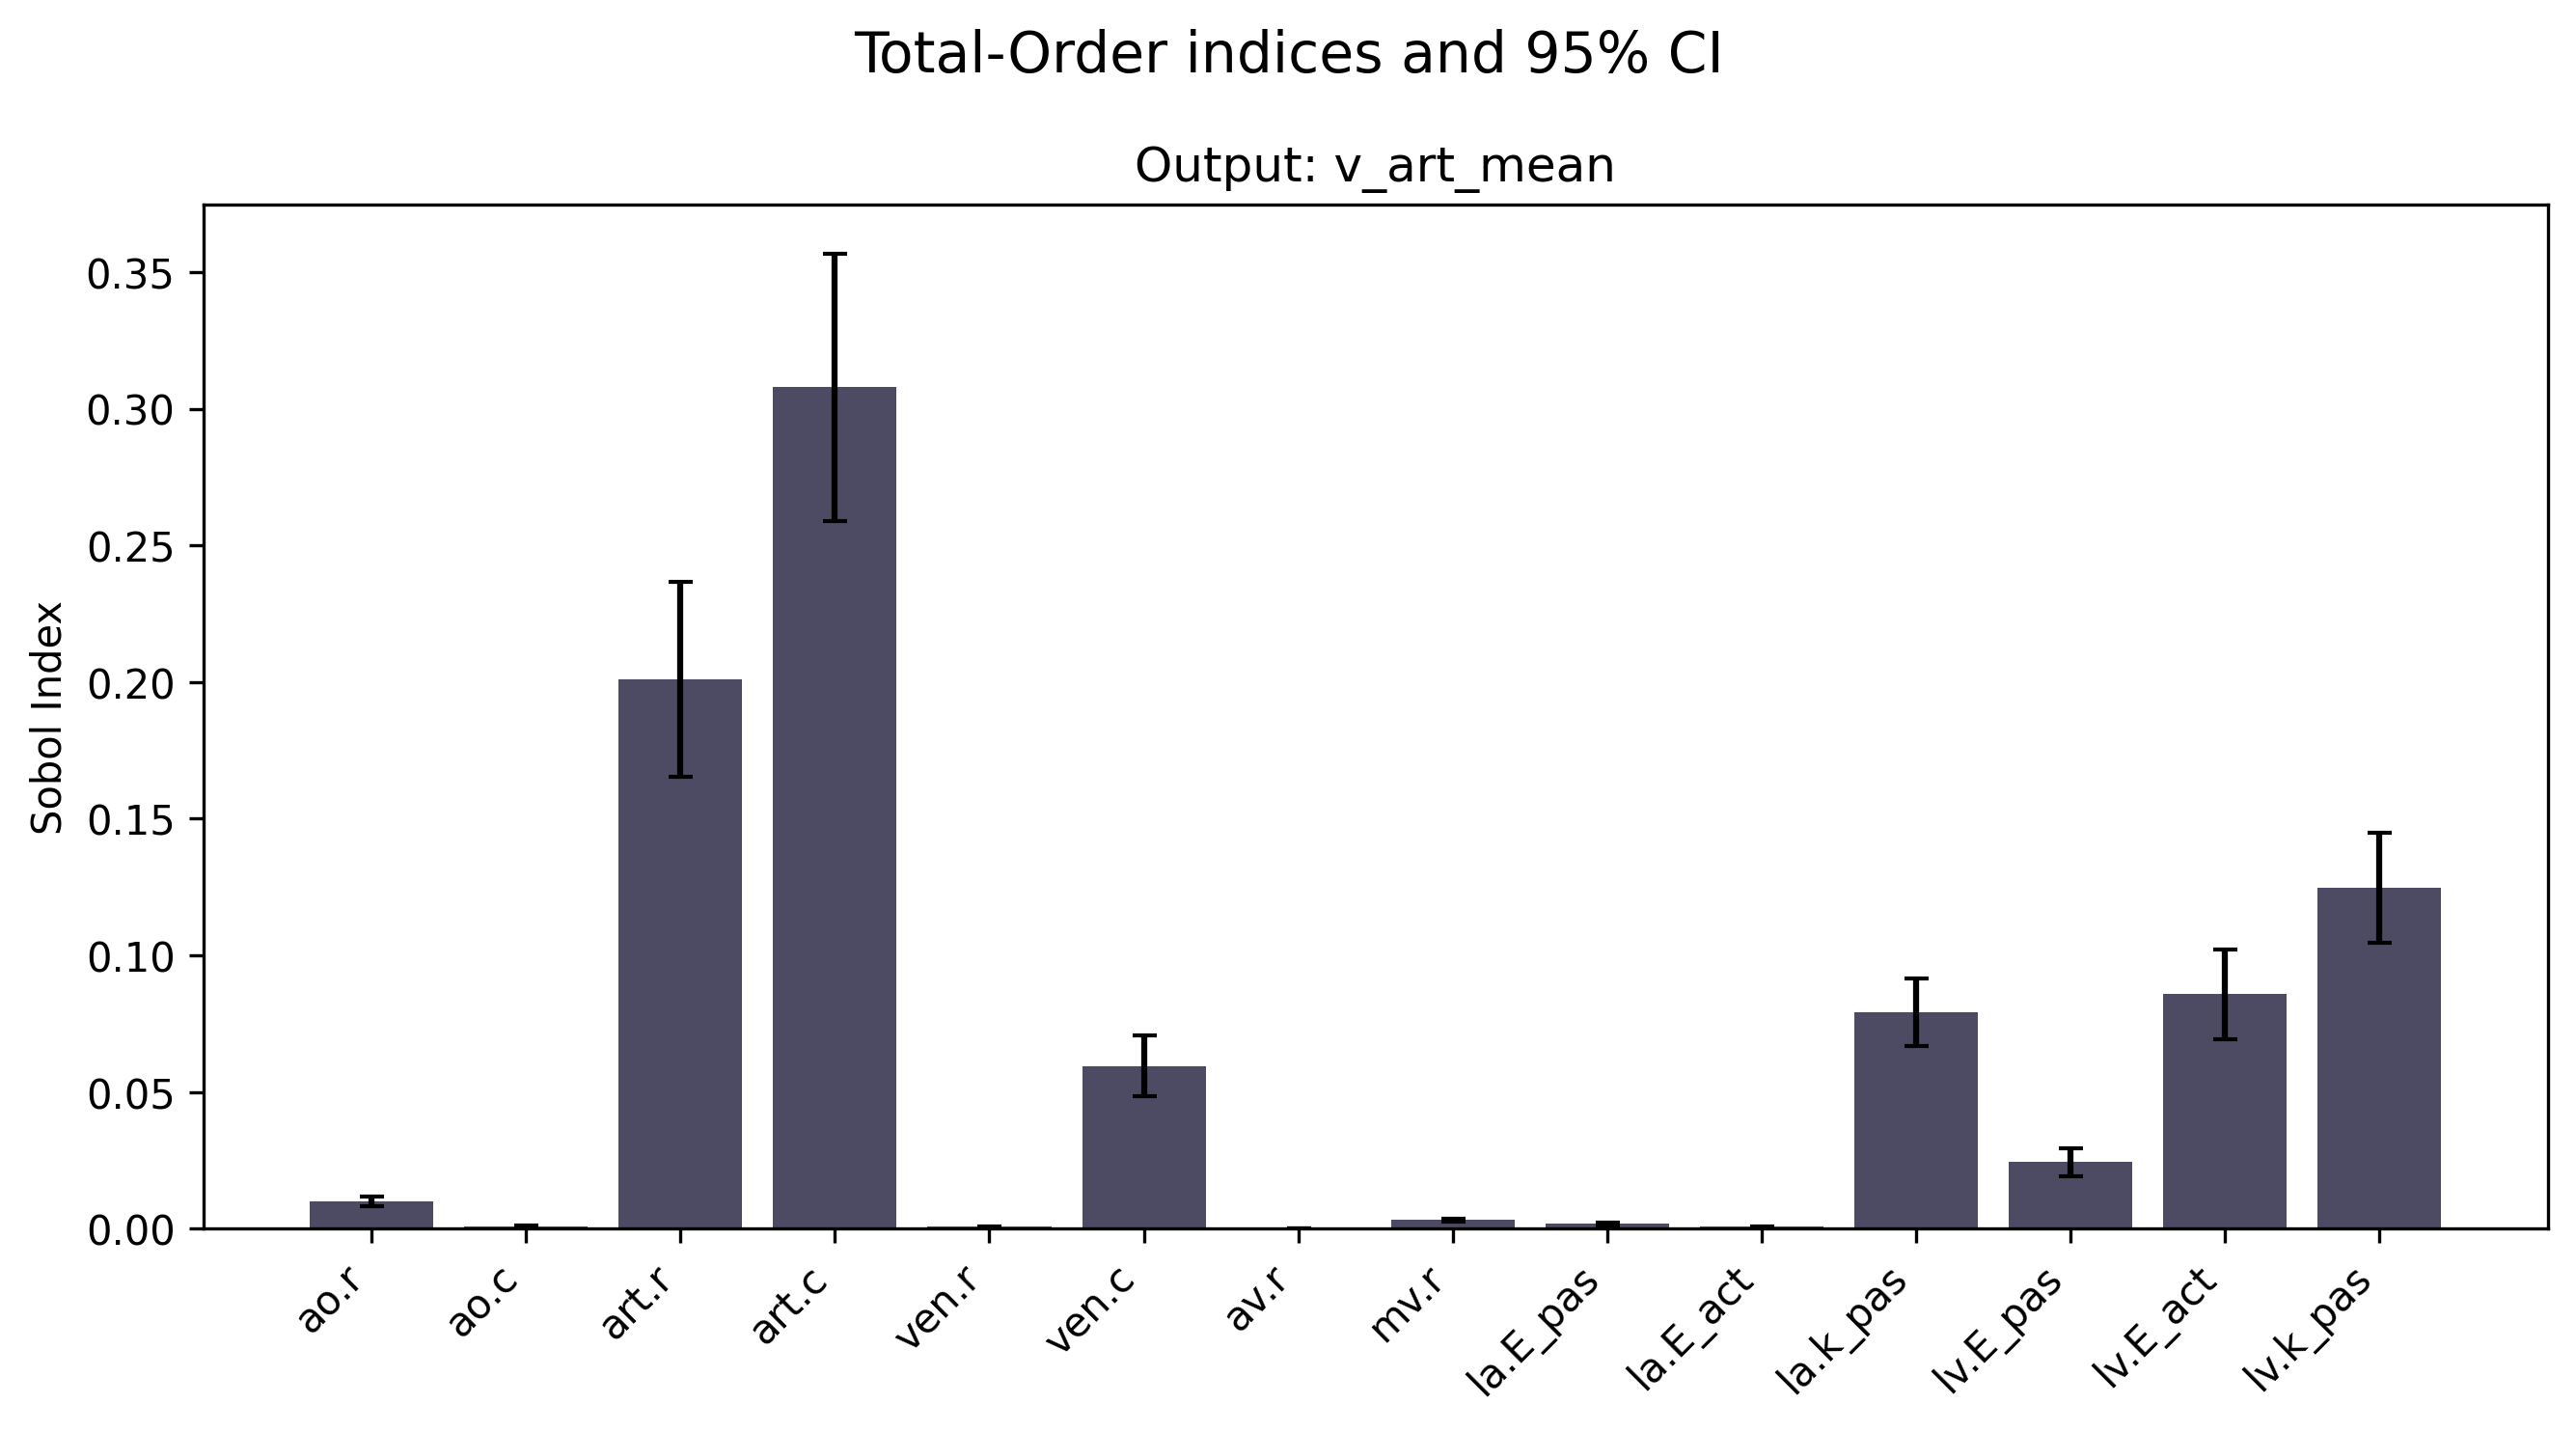 Total-Order indices and 95% CI
Output: v_art_mean
Sobol Index
0.35
0.30
0.25
0.20
0.15
0.10
0.05
0.00
ao.r
ao.c
art.r
art.c
ven.r
ven.c
av.r
mv.r
la.E_pas
la.E_act
la.k_pas
lv.E_pas
lv.E_act
lv.k_pas